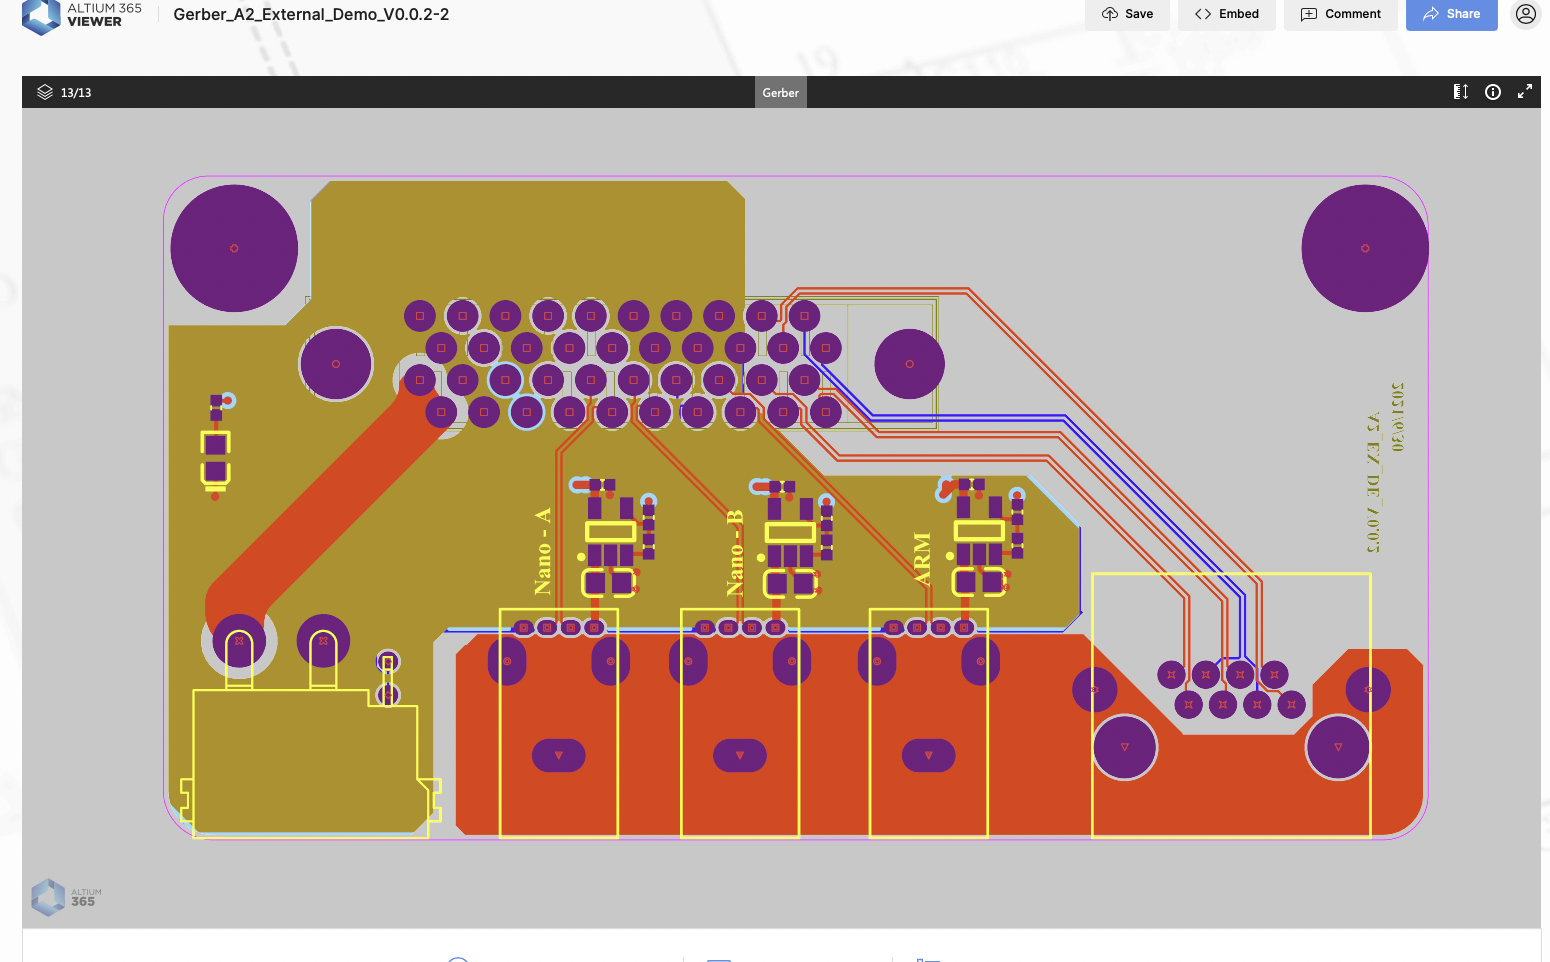 ALTIUM 365
VIEWER
Gerber_A2_External_Demo_V0.0.2-2
Save
Embed
Comment
Share
13/13
Gerber
2021/6/30
A2_EX_DE_V0.0.2
Nano - A
Nano - B
ARM
ALTIUM
365